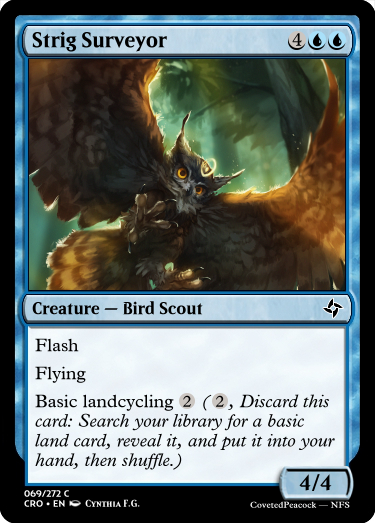 Strig Surveyor 4
Creature — Bird Scout
Flash
Flying
Basic landcycling 2 (2, Discard this
card: Search your library for a basic
land card, reveal it, and put it into your
hand, then shuffle.)
4/4
069/272 C
CRO • EN Cynthia F.G.
CovetedPeacock — NFS